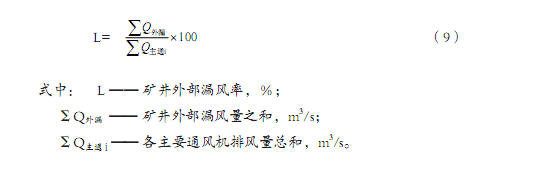 L= ∑Q外漏/∑Q主通i×100 （9）
式中： L —— 矿井外部漏风率，%；
∑Q外漏 —— 矿井外部漏风量之和，m³/s；
∑Q主通i —— 各主要通风机排风量总和，m³/s。